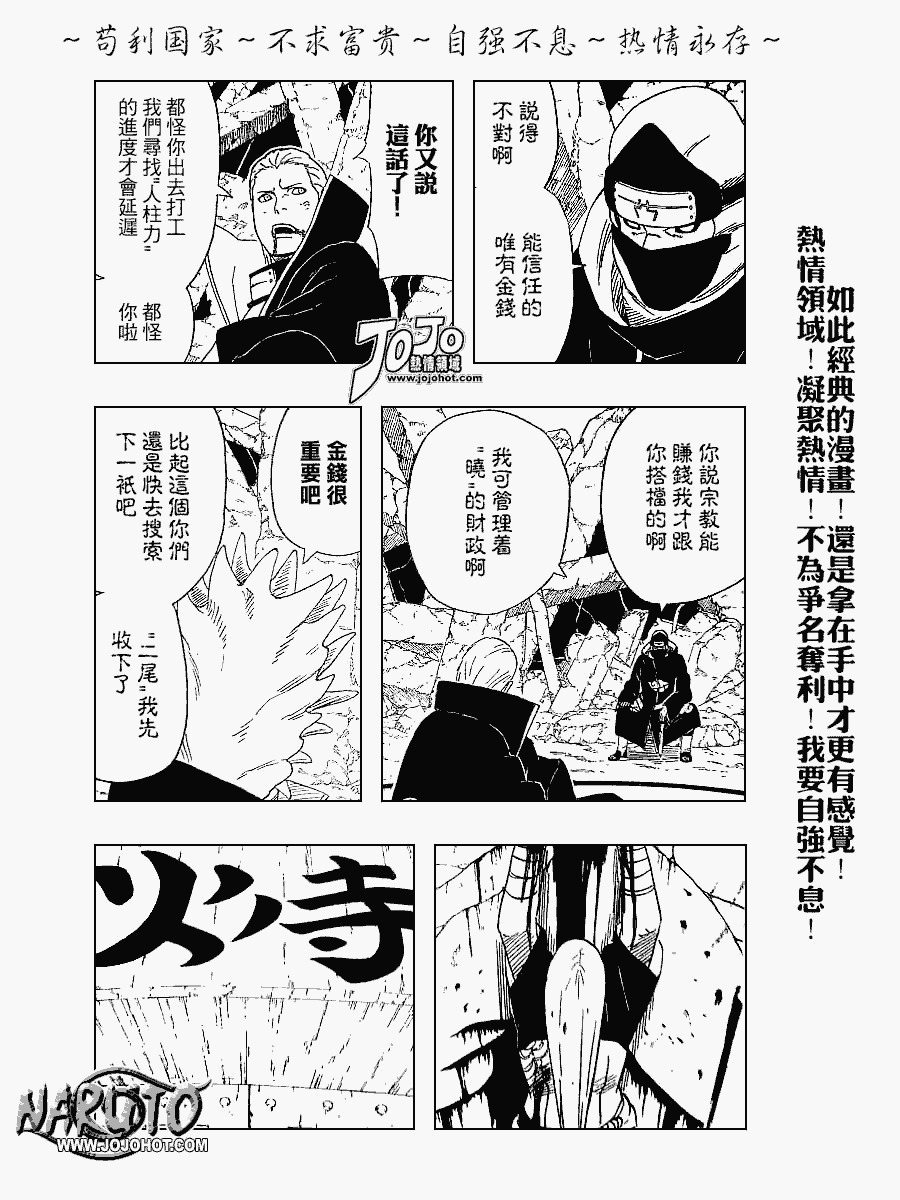 ～苟利国家～不求富贵～自强不息～热情永存～
說得
不對啊
能信任的
唯有金錢
你又說
這話了！
都怪你出去打工
我們尋找"人柱力"
的進度才會延遲
都怪
你啦
JOJO
熱情領域
www.jojohot.com
你說宗教能
賺錢我才跟
你搭擋的啊
我可管理着
"曉"的財政啊
金錢很
重要吧
比起這個你們
還是快去搜索
下一祇吧
"二尾"我先
收下了
火寺
NARUTO
WWW.JOJOHOT.COM
如此經典的漫畫！還是拿在手中才更有感覺！
熱情領域！凝聚熱情！不為爭名奪利！我要自強不息！